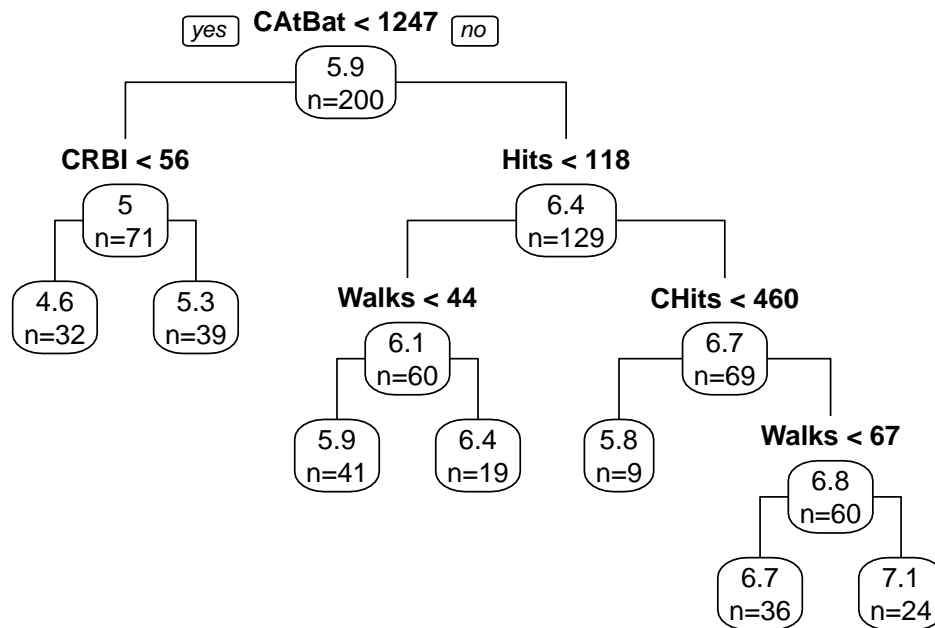 yes CAtBat < 1247 no
5.9
n=200
CRBI < 56
Hits < 118
5
n=71
6.4
n=129
4.6
n=32
5.3
n=39
Walks < 44
CHits < 460
6.1
n=60
6.7
n=69
5.9
n=41
6.4
n=19
5.8
n=9
Walks < 67
6.8
n=60
6.7
n=36
7.1
n=24